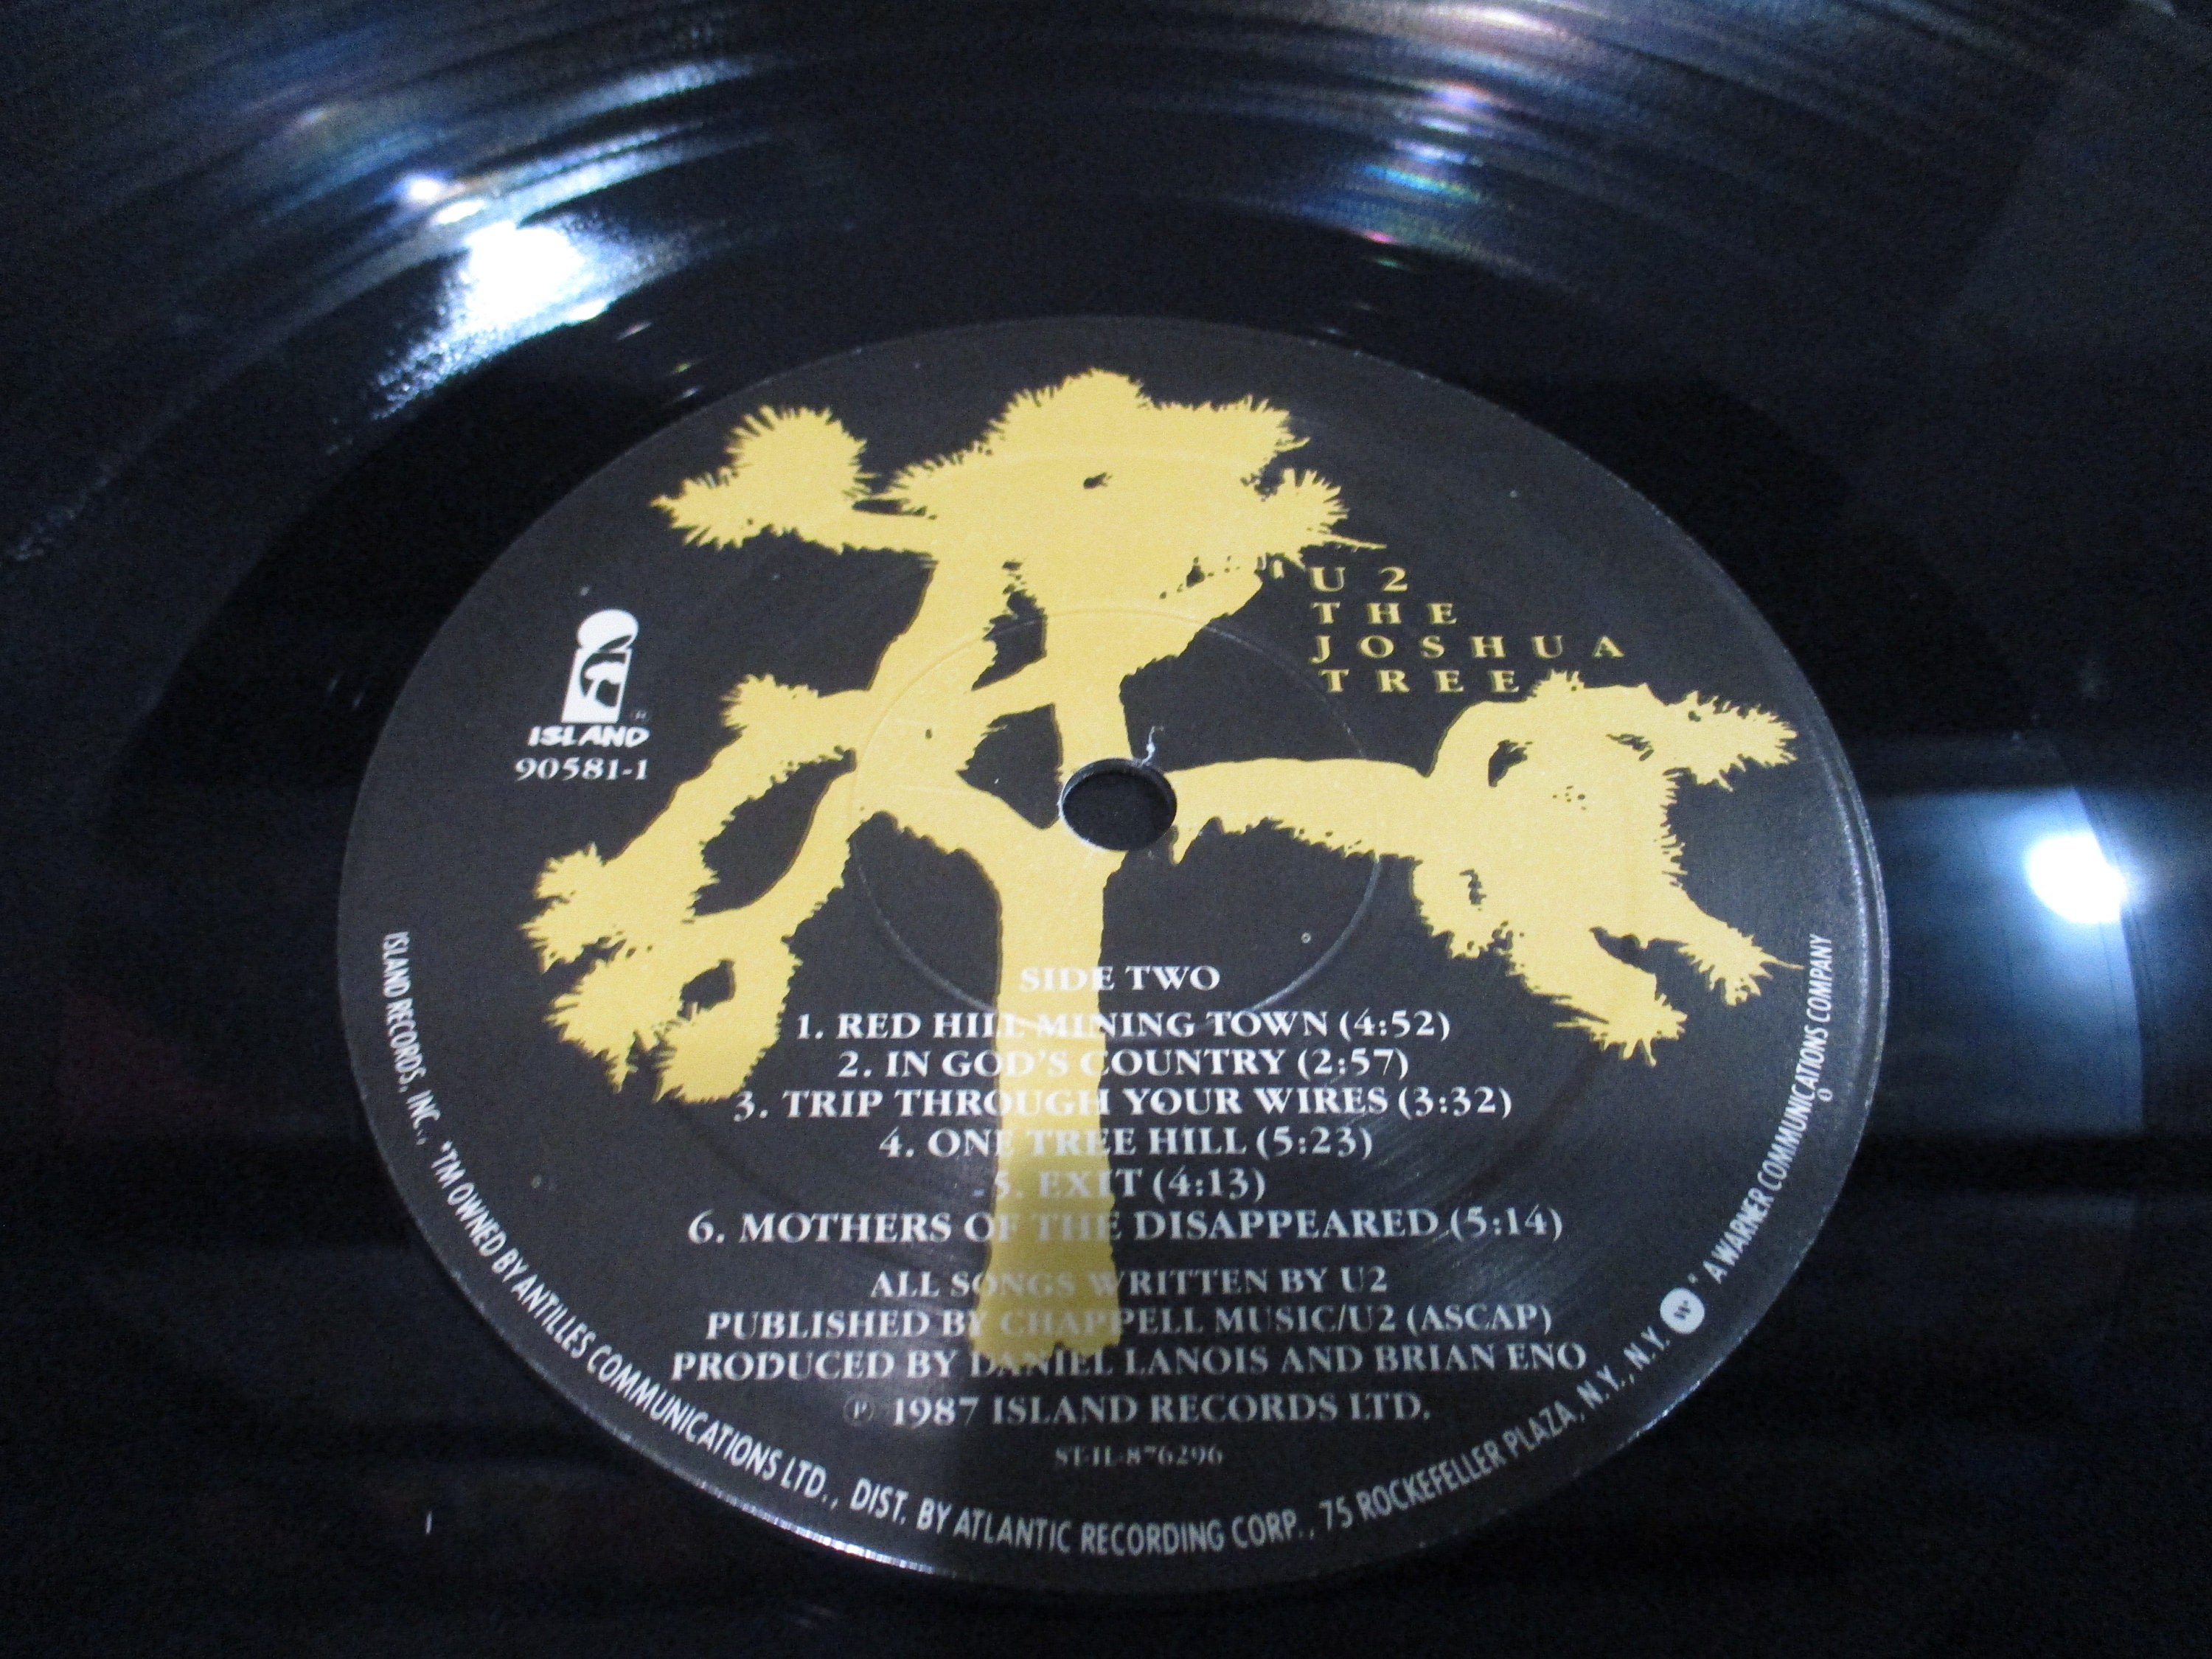 U 2
THE
JOSHUA
TREE
ISLAND ®
90581-1
SIDE TWO
1. RED HILL MINING TOWN (4:52)
2. IN GOD'S COUNTRY (2:57)
3. TRIP THROUGH YOUR WIRES (3:32)
4. ONE TREE HILL (5:23)
5. EXIT (4:13)
6. MOTHERS OF THE DISAPPEARED (5:14)
ALL SONGS WRITTEN BY U2
PUBLISHED BY CHAPPELL MUSIC/U2 (ASCAP)
PRODUCED BY DANIEL LANOIS AND BRIAN ENO
℗ 1987 ISLAND RECORDS LTD.
ST-IL-876296
ISLAND RECORDS, INC., *TM OWNED BY ANTILLES COMMUNICATIONS LTD., DIST. BY ATLANTIC RECORDING CORP., 75 ROCKEFELLER PLAZA, N.Y., N.Y. W ® A WARNER COMMUNICATIONS COMPANY
0